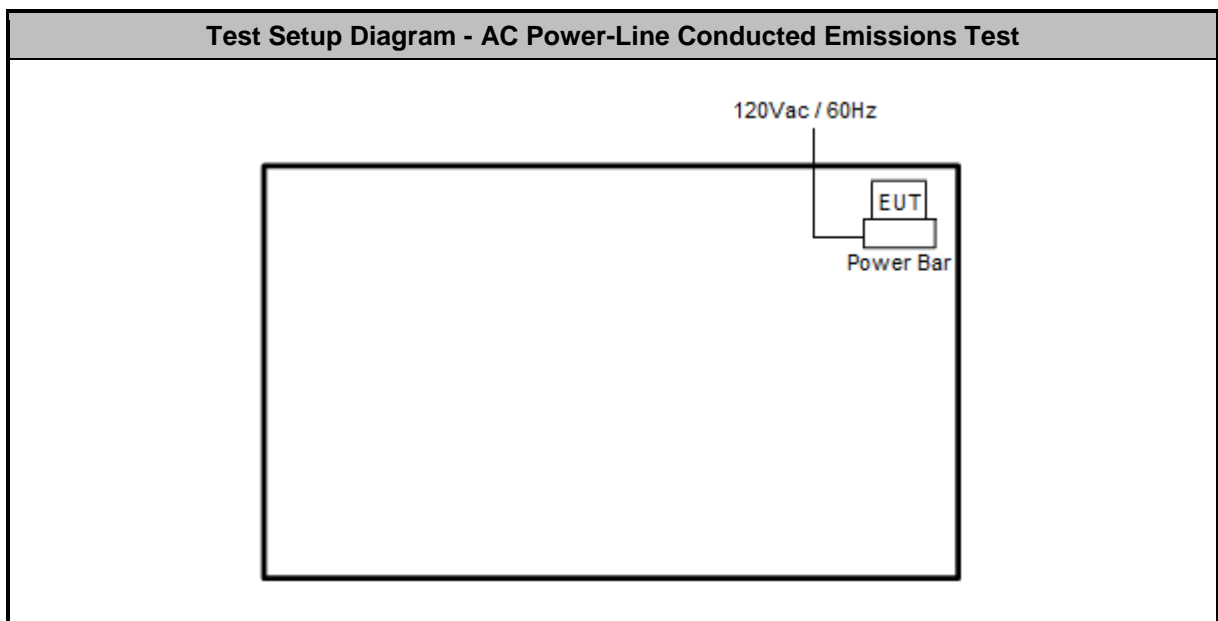 Test Setup Diagram - AC Power-Line Conducted Emissions Test
120Vac / 60Hz
EUT
Power Bar